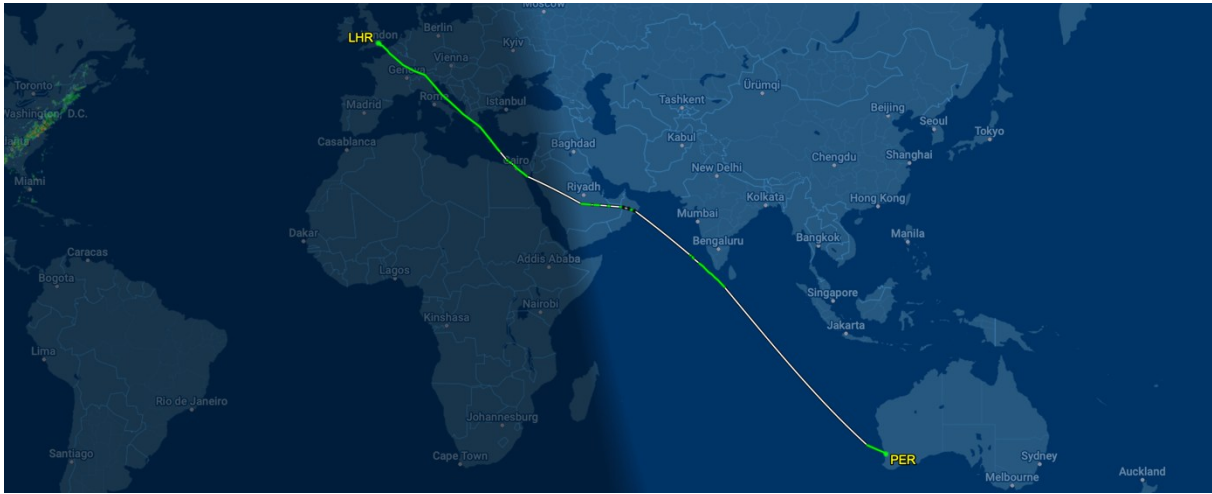 Moscow
Berlin
LHR
London
Kyiv
Vienna
Geneva
Ürümqi
Toronto
Rome
Istanbul
Tashkent
Madrid
Beijing
Washington, D.C.
Seoul
Tokyo
Kabul
Casablanca
Baghdad
Chengdu
Shanghai
Cairo
New Delhi
Miami
Riyadh
Kolkata
Hong Kong
Mumbai
Dakar
Bengaluru
Bangkok
Manila
Caracas
Addis Ababa
Lagos
Bogota
Singapore
Nairobi
Kinshasa
Jakarta
Lima
Rio de Janeiro
Johannesburg
Santiago
Cape Town
PER
Sydney
Auckland
Melbourne